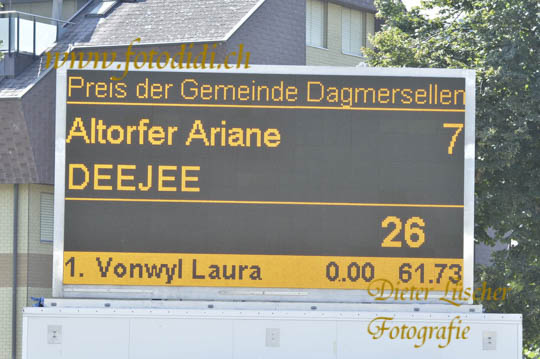 www.fotodidi.ch
Preis der Gemeinde Dagmersellen
Altorfer Ariane 7
DEEJEE
26
1. Vonwyl Laura 0.00 61.73
Dieter Lüscher
Fotografie